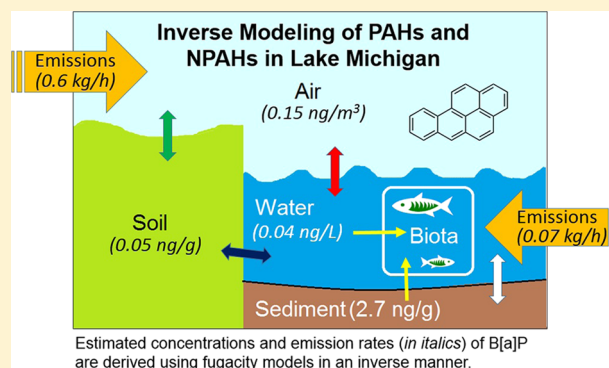 Inverse Modeling of PAHs and
NPAHs in Lake Michigan
Emissions
(0.6 kg/h)
Air
(0.15 ng/m³)
Soil
(0.05 ng/g)
Water
(0.04 ng/L)
Biota
Emissions
(0.07 kg/h)
Sediment (2.7 ng/g)
Estimated concentrations and emission rates (in italics) of B[a]P
are derived using fugacity models in an inverse manner.